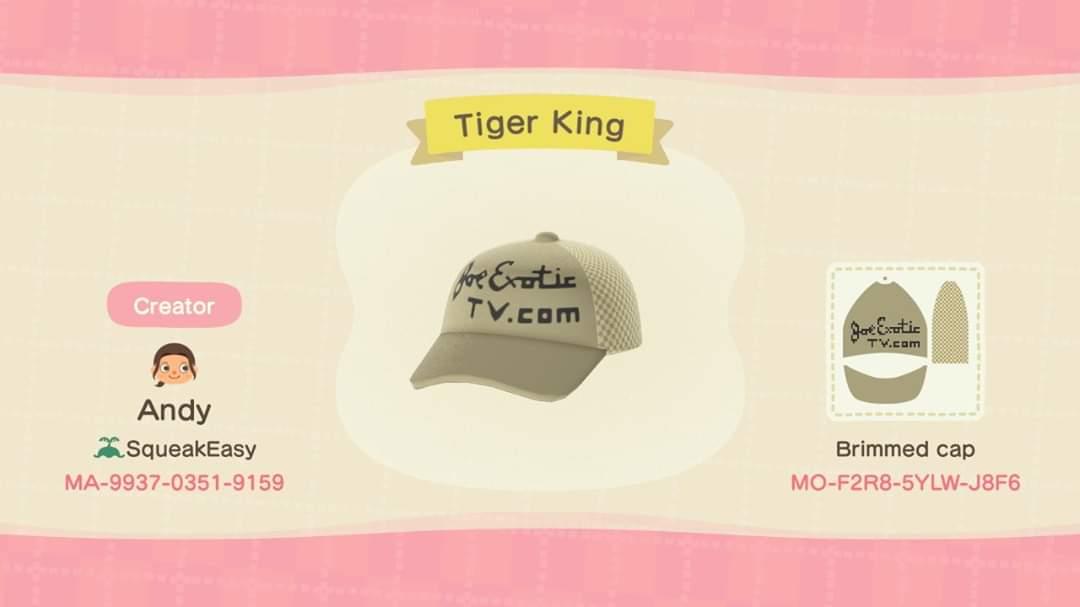 Tiger King
Joe Exotic
TV.com
Creator
Andy
SqueakEasy
MA-9937-0351-9159
Joe Exotic
TV.com
Brimmed cap
MO-F2R8-5YLW-J8F6